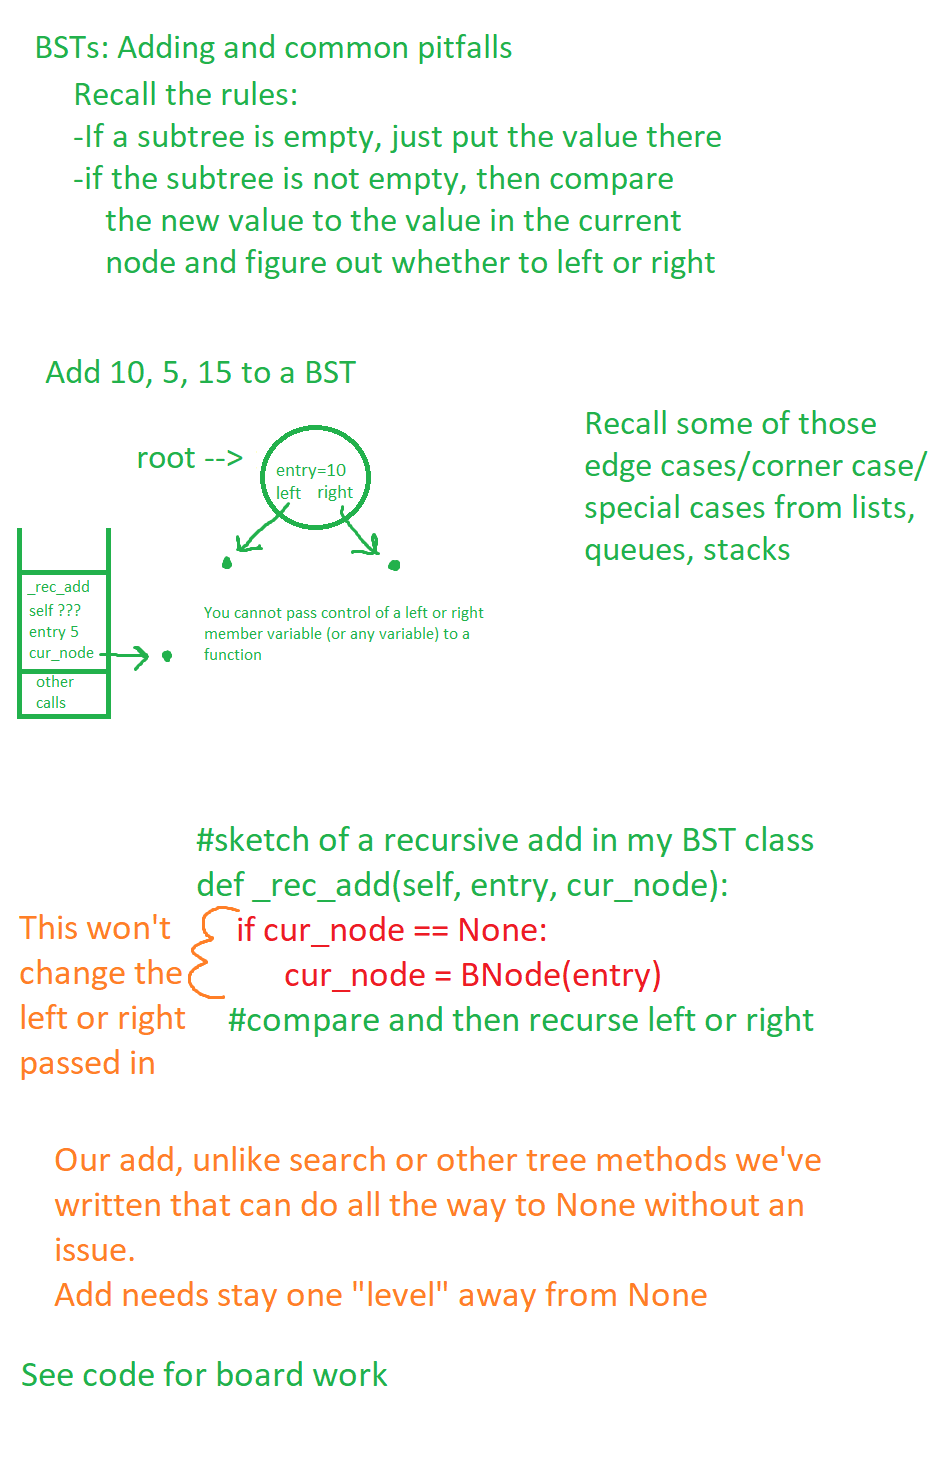 BSTs: Adding and common pitfalls
Recall the rules:
-If a subtree is empty, just put the value there
-if the subtree is not empty, then compare
the new value to the value in the current
node and figure out whether to left or right
Add 10, 5, 15 to a BST
root -->
entry=10
left right
Recall some of those
edge cases/corner case/
special cases from lists,
queues, stacks
_rec_add
self ???
entry 5
cur_node
other
calls
You cannot pass control of a left or right
member variable (or any variable) to a
function
#sketch of a recursive add in my BST class
def _rec_add(self, entry, cur_node):
if cur_node == None:
cur_node = BNode(entry)
#compare and then recurse left or right
This won't
change the
left or right
passed in
Our add, unlike search or other tree methods we've
written that can do all the way to None without an
issue.
Add needs stay one "level" away from None
See code for board work